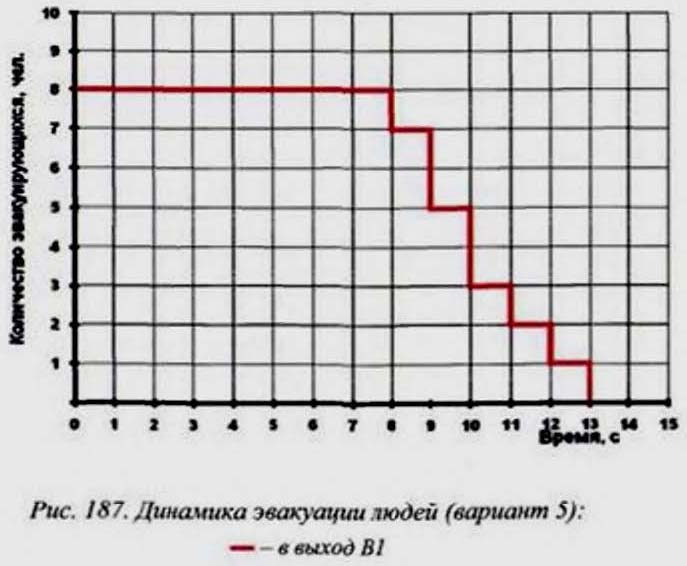 Количество эвакуирующихся, чел.
10
9
8
7
6
5
4
3
2
1
0 1 2 3 4 5 6 7 8 9 10 11 12 13 14 15
Время, с
Рис. 187. Динамика эвакуации людей (вариант 5):
– в выход В1